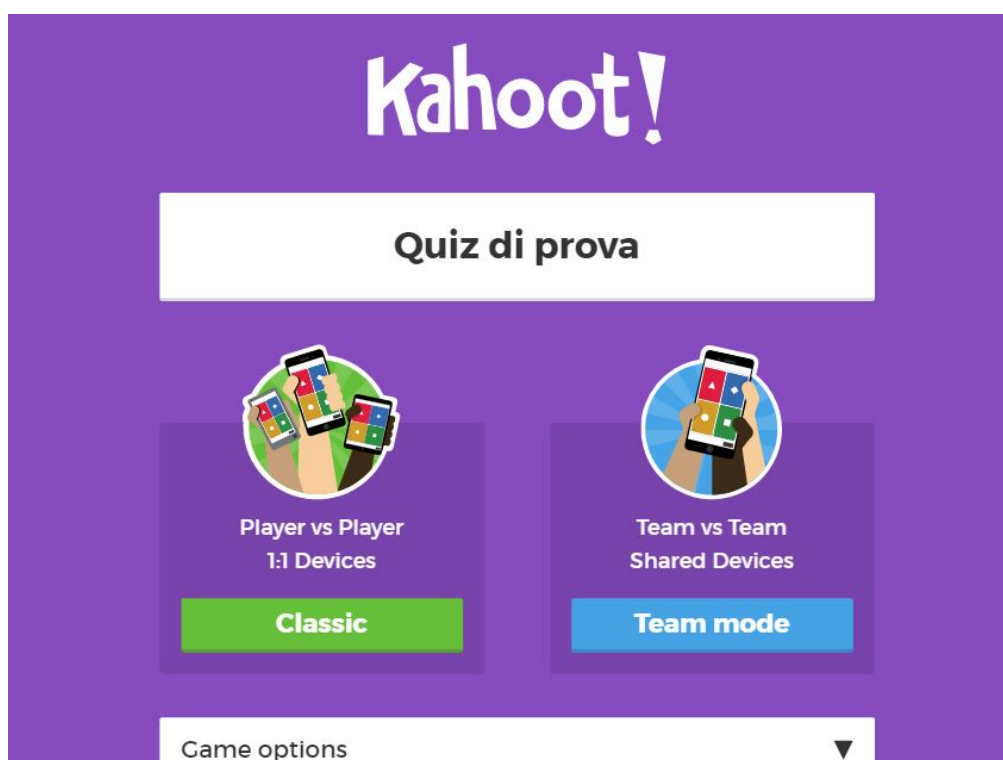 Kahoot!
Quiz di prova
Player vs Player
1:1 Devices
Classic
Team vs Team
Shared Devices
Team mode
Game options